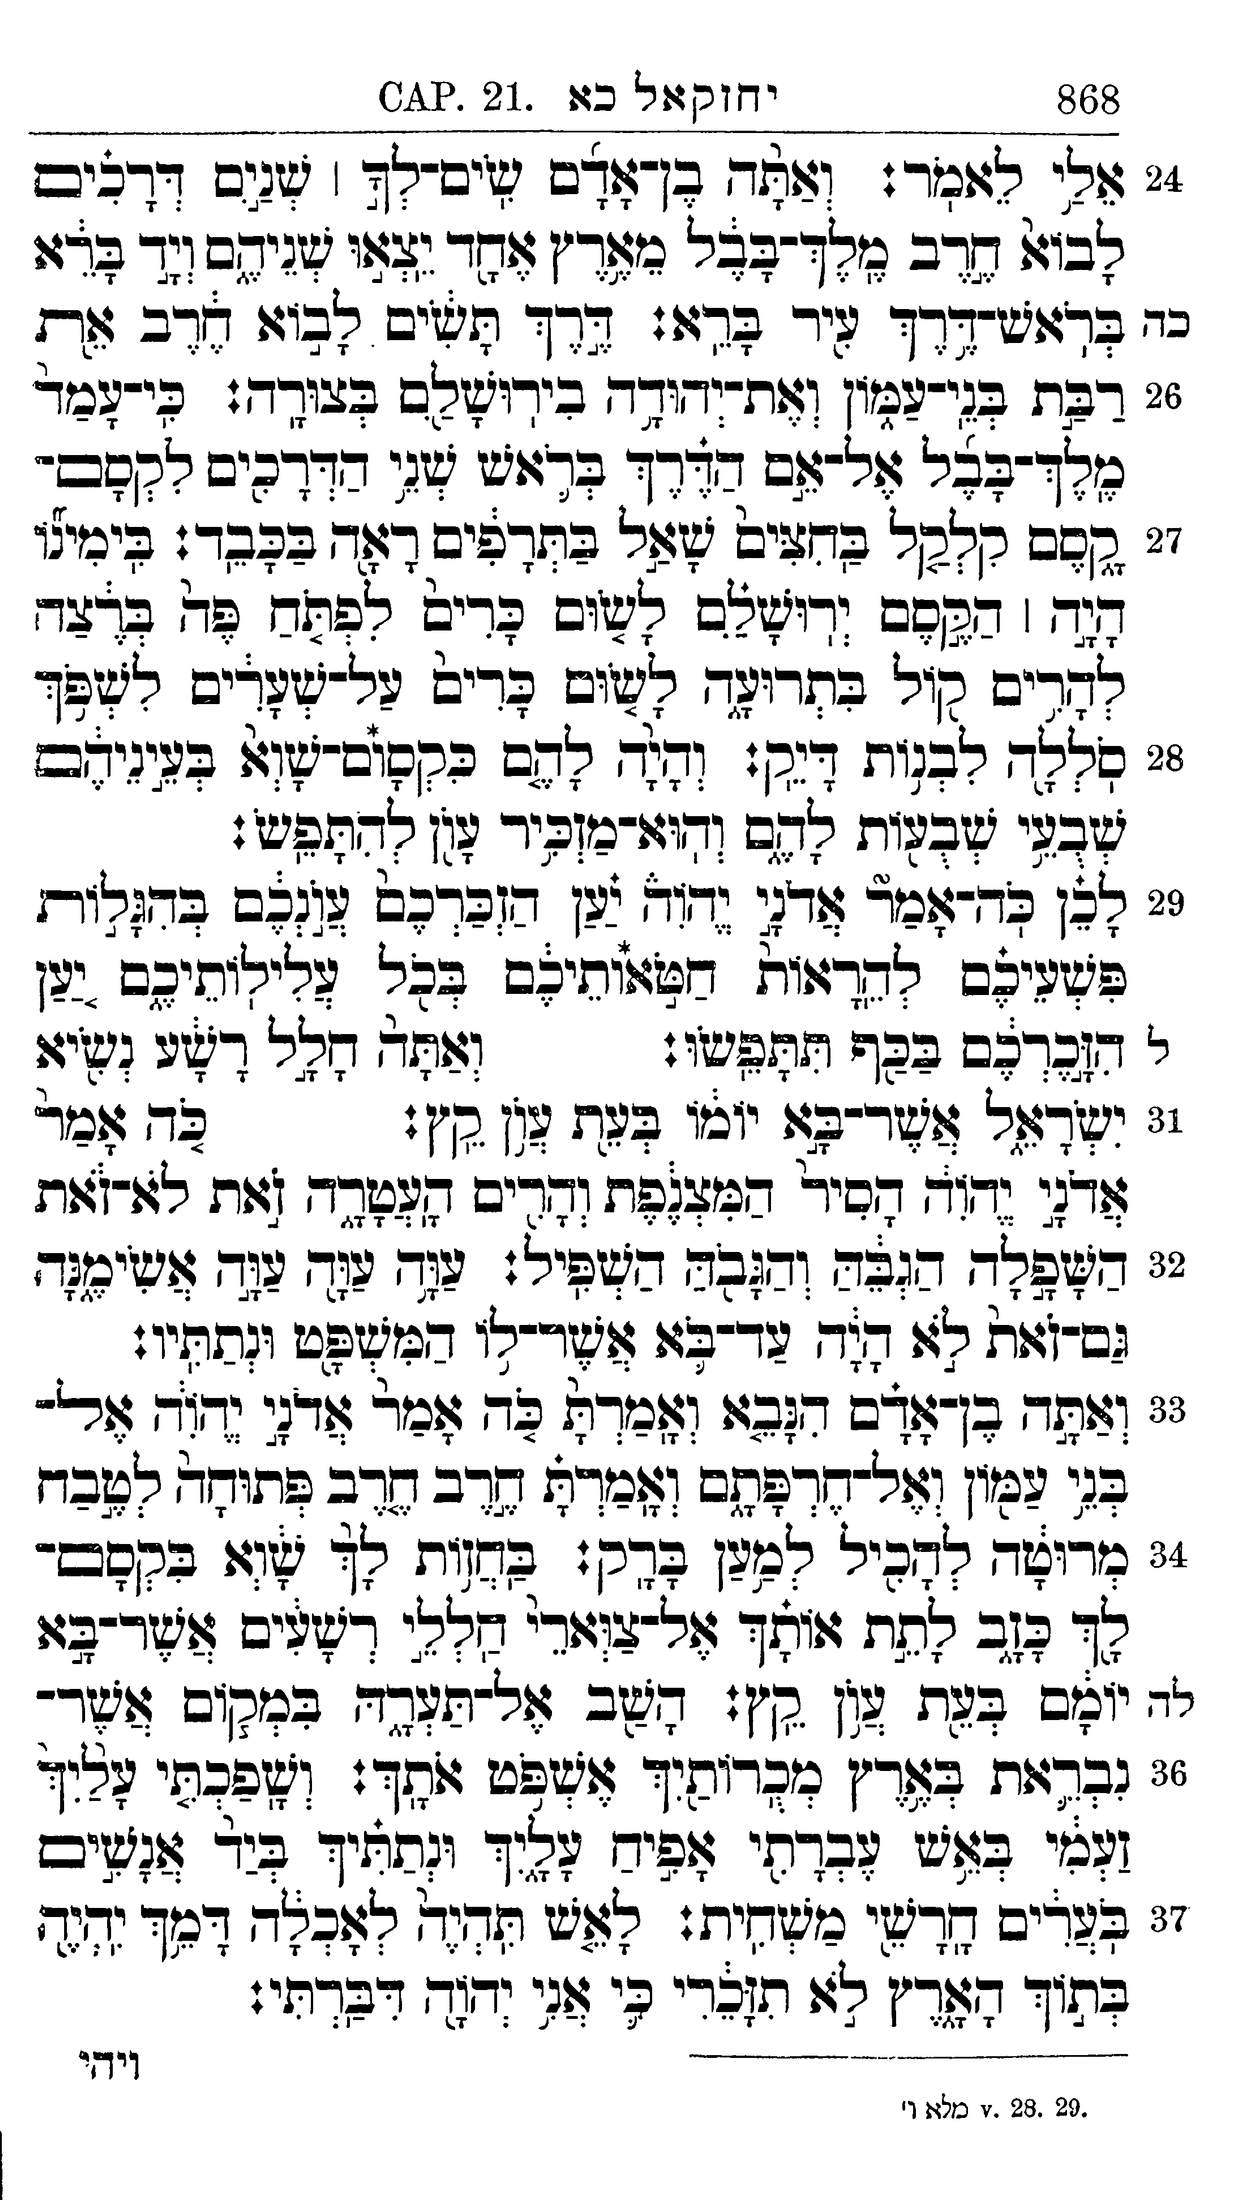 868 יחזקאל כא CAP. 21.
24 אֵלַ֥י לֵאמֹֽר׃ וְאַתָּ֨ה בֶן־אָדָ֜ם שִֽׂים־לְךָ֣ ׀ שְׁנַ֣יִם דְּרָכִ֗ים
לָבוֹא֙ חֶ֣רֶב מֶֽלֶךְ־בָּבֶ֔ל מֵאֶ֥רֶץ אֶחָ֖ד יֵֽצְא֣וּ שְׁנֵיהֶ֑ם וְיָ֣ד בָּרֵ֔א
כה בְּרֹ֥אשׁ־דֶּֽרֶךְ עִ֖יר בָּרֵֽא׃ דֶּ֣רֶךְ תָּשִׂ֔ים לָב֣וֹא חֶ֔רֶב אֵ֖ת
26 רַבַּ֣ת בְּנֵֽי־עַמּ֑וֹן וְאֶת־יְהוּדָ֥ה בִירֽוּשָׁלִַ֖ם בְּצוּרָֽה׃ כִּֽי־עָמַד֙
מֶֽלֶךְ־בָּבֶ֜ל אֶל־אֵ֣ם הַדֶּ֗רֶךְ בְּרֹ֛אשׁ שְׁנֵ֥י הַדְּרָכִ֖ים לִקְסָם־
27 קָ֑סֶם קִלְקַ֤ל בַּֽחִצִּים֙ שָׁאַ֣ל בַּתְּרָפִ֔ים רָאָ֖ה בַּכָּבֵֽד׃ בִּֽימִינ֞וֹ
הָיָ֣ה ׀ הַקֶּ֣סֶם יְרֽוּשָׁלִַ֗ם לָשׂ֤וּם כָּרִים֙ לִפְתֹּ֤חַ פֶּה֙ בְּרֶ֔צַח
לְהָרִ֥ים ק֖וֹל בִּתְרוּעָ֑ה לָשׂ֤וּם כָּרִים֙ עַל־שְׁעָרִ֔ים לִשְׁפֹּ֥ךְ
28 סֹֽלְלָ֖ה לִבְנ֥וֹת דָּיֵֽק׃ וְהָיָ֨ה לָהֶ֤ם כִּקְס֯וָם־שָׁוְא֙ בְּעֵ֣ינֵיהֶ֔ם
שְׁבֻעֵ֥י שְׁבֻע֖וֹת לָהֶ֑ם וְהֽוּא־מַזְכִּ֥יר עָוֺ֖ן לְהִתָּפֵֽשׂ׃
29 לָכֵ֗ן כֹּֽה־אָמַר֮ אֲדֹנָ֣י יֱהוִֹה֒ יַ֗עַן הַזְכַּרְכֶם֙ עֲוֺ֣נְכֶ֔ם בְּהִגָּל֣וֹת
פִּשְׁעֵיכֶ֗ם לְהֵֽרָאוֹת֙ חַטֹּ֣אותֵיכֶ֔ם בְּכֹ֖ל עֲלִילֽוֹתֵיכֶ֑ם יַ֚עַן
ל הִזָּ֣כֶרְכֶ֔ם בַּכַּ֖ף תִּתָּפֵֽשׂוּ׃ וְאַתָּה֙ חָלָ֣ל רָשָׁ֔ע נְשִׂ֖יא
31 יִשְׂרָאֵ֑ל אֲשֶׁר־בָּ֣א יוֹמ֔וֹ בְּעֵ֖ת עֲוֺ֥ן קֵֽץ׃ כֹּ֤ה אָמַר֙
אֲדֹנָ֣י יֱהוִֹ֔ה הָסִיר֙ הַמִּצְנֶ֔פֶת וְהָרִ֖ים הָֽעֲטָרָ֑ה זֹ֣את לֹא־זֹ֔את
32 הַשָּׁפָ֣לָה הַגְבֵּ֔הַּ וְהַגָּבֹ֖הַּ הַשְׁפִּֽיל׃ עַוָּ֥ה עַוָּ֖ה עַוָּ֣ה אֲשִׂימֶ֑נָּה
גַּם־זֹאת֙ לֹ֣א הָיָ֔ה עַד־בֹּ֛א אֲשֶׁר־ל֥וֹ הַמִּשְׁפָּ֖ט וּנְתַתִּֽיו׃
33 וְאַתָּ֣ה בֶן־אָדָ֗ם הִנָּבֵ֤א וְאָֽמַרְתָּ֙ כֹּ֤ה אָמַר֙ אֲדֹנָ֣י יֱהוִֹ֔ה אֶל־
בְּנֵ֥י עַמּ֖וֹן וְאֶל־חֶרְפָּתָ֑ם וְאָֽמַרְתָּ֗ חֶ֣רֶב חֶ֤רֶב פְּתוּחָה֙ לְטֶ֣בַח
34 מְרוּטָ֔ה לְהָכִ֖יל לְמַ֥עַן בָּרָֽק׃ בַּֽחֲז֥וֹת לָךְ֙ שָׁ֔וְא בִּקְסָם־
לָ֖ךְ כָּזָ֑ב לָתֵ֣ת אוֹתָ֗ךְ אֶל־צַוְּארֵי֙ חַֽלְלֵ֣י רְשָׁעִ֔ים אֲשֶׁר־בָּ֣א
לה יוֹמָ֔ם בְּעֵ֖ת עֲוֺ֥ן קֵֽץ׃ הָשַׁ֖ב אֶל־תַּעְרָ֑הּ בִּמְק֧וֹם אֲשֶׁר־
36 נִבְרֵ֛את בְּאֶ֥רֶץ מְכֻֽרוֹתַ֖יִךְ אֶשְׁפֹּ֥ט אֹתָֽךְ׃ וְשָֽׁפַכְתִּ֤י עָלַ֙יִךְ֙
זַעְמִ֔י בְּאֵ֥שׁ עֶבְרָתִ֖י אָפִ֣יחַ עָלָ֑יִךְ וּנְתַתִּ֗יךְ בְּיַד֙ אֲנָשִׁ֣ים
37 בֹּֽעֲרִ֔ים חָֽרָשֵׁ֖י מַשְׁחִֽית׃ לָאֵ֤שׁ תִּֽהְיֶה֙ לְאָכְלָ֔ה דָּמֵ֥ךְ יִֽהְיֶ֖ה
בְּת֣וֹךְ הָאָ֑רֶץ לֹ֣א תִזָּכֵ֔רִי כִּ֛י אֲנִ֥י יְהוָֹ֖ה דִּבַּֽרְתִּי׃
ויהי
v. 28. 29. מלא וי